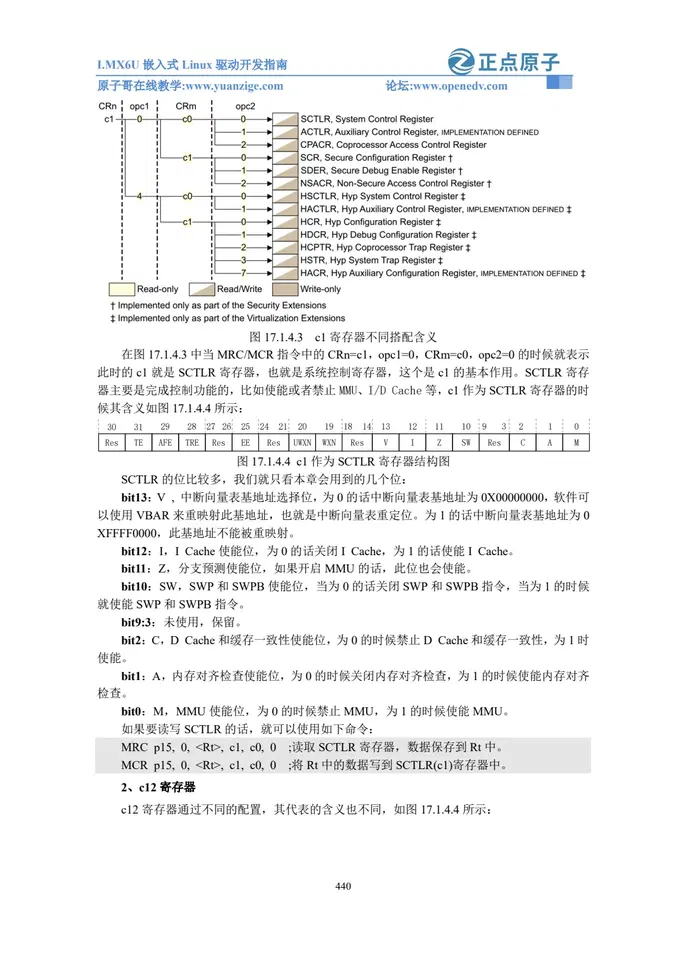 I.MX6U 嵌入式 Linux 驱动开发指南
正点原子
原子哥在线教学:www.yuanzige.com 论坛:www.openedv.com
CRn opc1 CRm opc2
c1 0 c0 0 SCTLR, System Control Register
1 ACTLR, Auxiliary Control Register, IMPLEMENTATION DEFINED
2 CPACR, Coprocessor Access Control Register
c1 0 SCR, Secure Configuration Register †
1 SDER, Secure Debug Enable Register †
2 NSACR, Non-Secure Access Control Register †
4 c0 0 HSCTLR, Hyp System Control Register ‡
1 HACTLR, Hyp Auxiliary Control Register, IMPLEMENTATION DEFINED ‡
c1 0 HCR, Hyp Configuration Register ‡
1 HDCR, Hyp Debug Configuration Register ‡
2 HCPTR, Hyp Coprocessor Trap Register ‡
3 HSTR, Hyp System Trap Register ‡
7 HACR, Hyp Auxiliary Configuration Register, IMPLEMENTATION DEFINED ‡
Read-only Read/Write Write-only
† Implemented only as part of the Security Extensions
‡ Implemented only as part of the Virtualization Extensions
图 17.1.4.3 c1 寄存器不同搭配含义
在图 17.1.4.3 中当 MRC/MCR 指令中的 CRn=c1，opc1=0，CRm=c0，opc2=0 的时候就表示
此时的 c1 就是 SCTLR 寄存器，也就是系统控制寄存器，这个是 c1 的基本作用。SCTLR 寄存
器主要是完成控制功能的，比如使能或者禁止 MMU、I/D Cache 等，c1 作为 SCTLR 寄存器的时
候其含义如图 17.1.4.4 所示：
30 31 29 28 27 26 25 24 21 20 19 18 14 13 12 11 10 9 3 2 1 0
Res TE AFE TRE Res EE Res UWXN WXN Res V I Z SW Res C A M
图 17.1.4.4 c1 作为 SCTLR 寄存器结构图
SCTLR 的位比较多，我们就只看本章会用到的几个位：
bit13：V , 中断向量表基地址选择位，为 0 的话中断向量表基地址为 0X00000000，软件可
以使用 VBAR 来重映射此基地址，也就是中断向量表重定位。为 1 的话中断向量表基地址为 0
XFFFF0000，此基地址不能被重映射。
bit12：I，I Cache 使能位，为 0 的话关闭 I Cache，为 1 的话使能 I Cache。
bit11：Z，分支预测使能位，如果开启 MMU 的话，此位也会使能。
bit10：SW，SWP 和 SWPB 使能位，当为 0 的话关闭 SWP 和 SWPB 指令，当为 1 的时候
就使能 SWP 和 SWPB 指令。
bit9:3：未使用，保留。
bit2：C，D Cache 和缓存一致性使能位，为 0 的时候禁止 D Cache 和缓存一致性，为 1 时
使能。
bit1：A，内存对齐检查使能位，为 0 的时候关闭内存对齐检查，为 1 的时候使能内存对齐
检查。
bit0：M，MMU 使能位，为 0 的时候禁止 MMU，为 1 的时候使能 MMU。
如果要读写 SCTLR 的话，就可以使用如下命令：
MRC p15, 0, <Rt>, c1, c0, 0 ;读取 SCTLR 寄存器，数据保存到 Rt 中。
MCR p15, 0, <Rt>, c1, c0, 0 ;将 Rt 中的数据写到 SCTLR(c1)寄存器中。
2、c12 寄存器
c12 寄存器通过不同的配置，其代表的含义也不同，如图 17.1.4.4 所示：
440